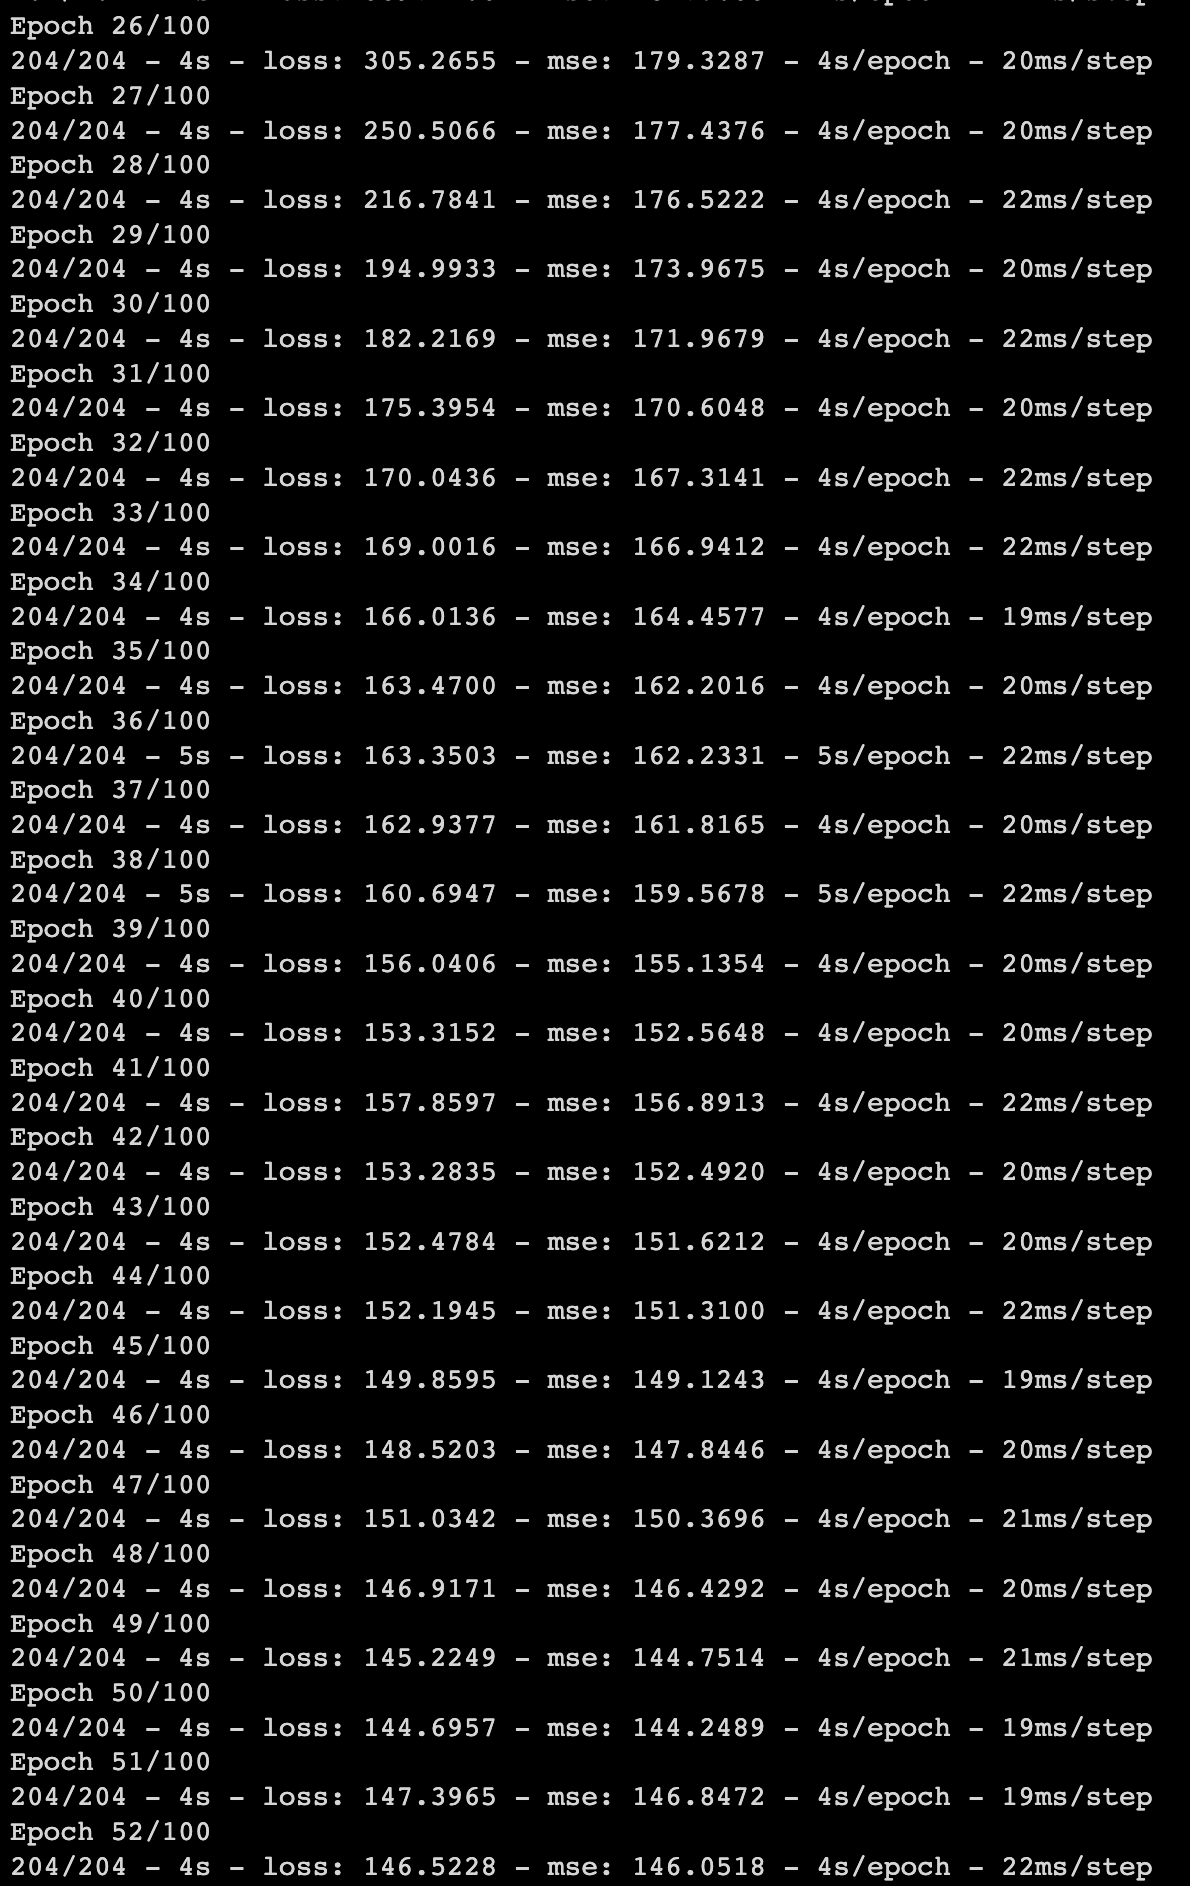 Epoch 26/100
204/204 - 4s - loss: 305.2655 - mse: 179.3287 - 4s/epoch - 20ms/step
Epoch 27/100
204/204 - 4s - loss: 250.5066 - mse: 177.4376 - 4s/epoch - 20ms/step
Epoch 28/100
204/204 - 4s - loss: 216.7841 - mse: 176.5222 - 4s/epoch - 22ms/step
Epoch 29/100
204/204 - 4s - loss: 194.9933 - mse: 173.9675 - 4s/epoch - 20ms/step
Epoch 30/100
204/204 - 4s - loss: 182.2169 - mse: 171.9679 - 4s/epoch - 22ms/step
Epoch 31/100
204/204 - 4s - loss: 175.3954 - mse: 170.6048 - 4s/epoch - 20ms/step
Epoch 32/100
204/204 - 4s - loss: 170.0436 - mse: 167.3141 - 4s/epoch - 22ms/step
Epoch 33/100
204/204 - 4s - loss: 169.0016 - mse: 166.9412 - 4s/epoch - 22ms/step
Epoch 34/100
204/204 - 4s - loss: 166.0136 - mse: 164.4577 - 4s/epoch - 19ms/step
Epoch 35/100
204/204 - 4s - loss: 163.4700 - mse: 162.2016 - 4s/epoch - 20ms/step
Epoch 36/100
204/204 - 5s - loss: 163.3503 - mse: 162.2331 - 5s/epoch - 22ms/step
Epoch 37/100
204/204 - 4s - loss: 162.9377 - mse: 161.8165 - 4s/epoch - 20ms/step
Epoch 38/100
204/204 - 5s - loss: 160.6947 - mse: 159.5678 - 5s/epoch - 22ms/step
Epoch 39/100
204/204 - 4s - loss: 156.0406 - mse: 155.1354 - 4s/epoch - 20ms/step
Epoch 40/100
204/204 - 4s - loss: 153.3152 - mse: 152.5648 - 4s/epoch - 20ms/step
Epoch 41/100
204/204 - 4s - loss: 157.8597 - mse: 156.8913 - 4s/epoch - 22ms/step
Epoch 42/100
204/204 - 4s - loss: 153.2835 - mse: 152.4920 - 4s/epoch - 20ms/step
Epoch 43/100
204/204 - 4s - loss: 152.4784 - mse: 151.6212 - 4s/epoch - 20ms/step
Epoch 44/100
204/204 - 4s - loss: 152.1945 - mse: 151.3100 - 4s/epoch - 22ms/step
Epoch 45/100
204/204 - 4s - loss: 149.8595 - mse: 149.1243 - 4s/epoch - 19ms/step
Epoch 46/100
204/204 - 4s - loss: 148.5203 - mse: 147.8446 - 4s/epoch - 20ms/step
Epoch 47/100
204/204 - 4s - loss: 151.0342 - mse: 150.3696 - 4s/epoch - 21ms/step
Epoch 48/100
204/204 - 4s - loss: 146.9171 - mse: 146.4292 - 4s/epoch - 20ms/step
Epoch 49/100
204/204 - 4s - loss: 145.2249 - mse: 144.7514 - 4s/epoch - 21ms/step
Epoch 50/100
204/204 - 4s - loss: 144.6957 - mse: 144.2489 - 4s/epoch - 19ms/step
Epoch 51/100
204/204 - 4s - loss: 147.3965 - mse: 146.8472 - 4s/epoch - 19ms/step
Epoch 52/100
204/204 - 4s - loss: 146.5228 - mse: 146.0518 - 4s/epoch - 22ms/step